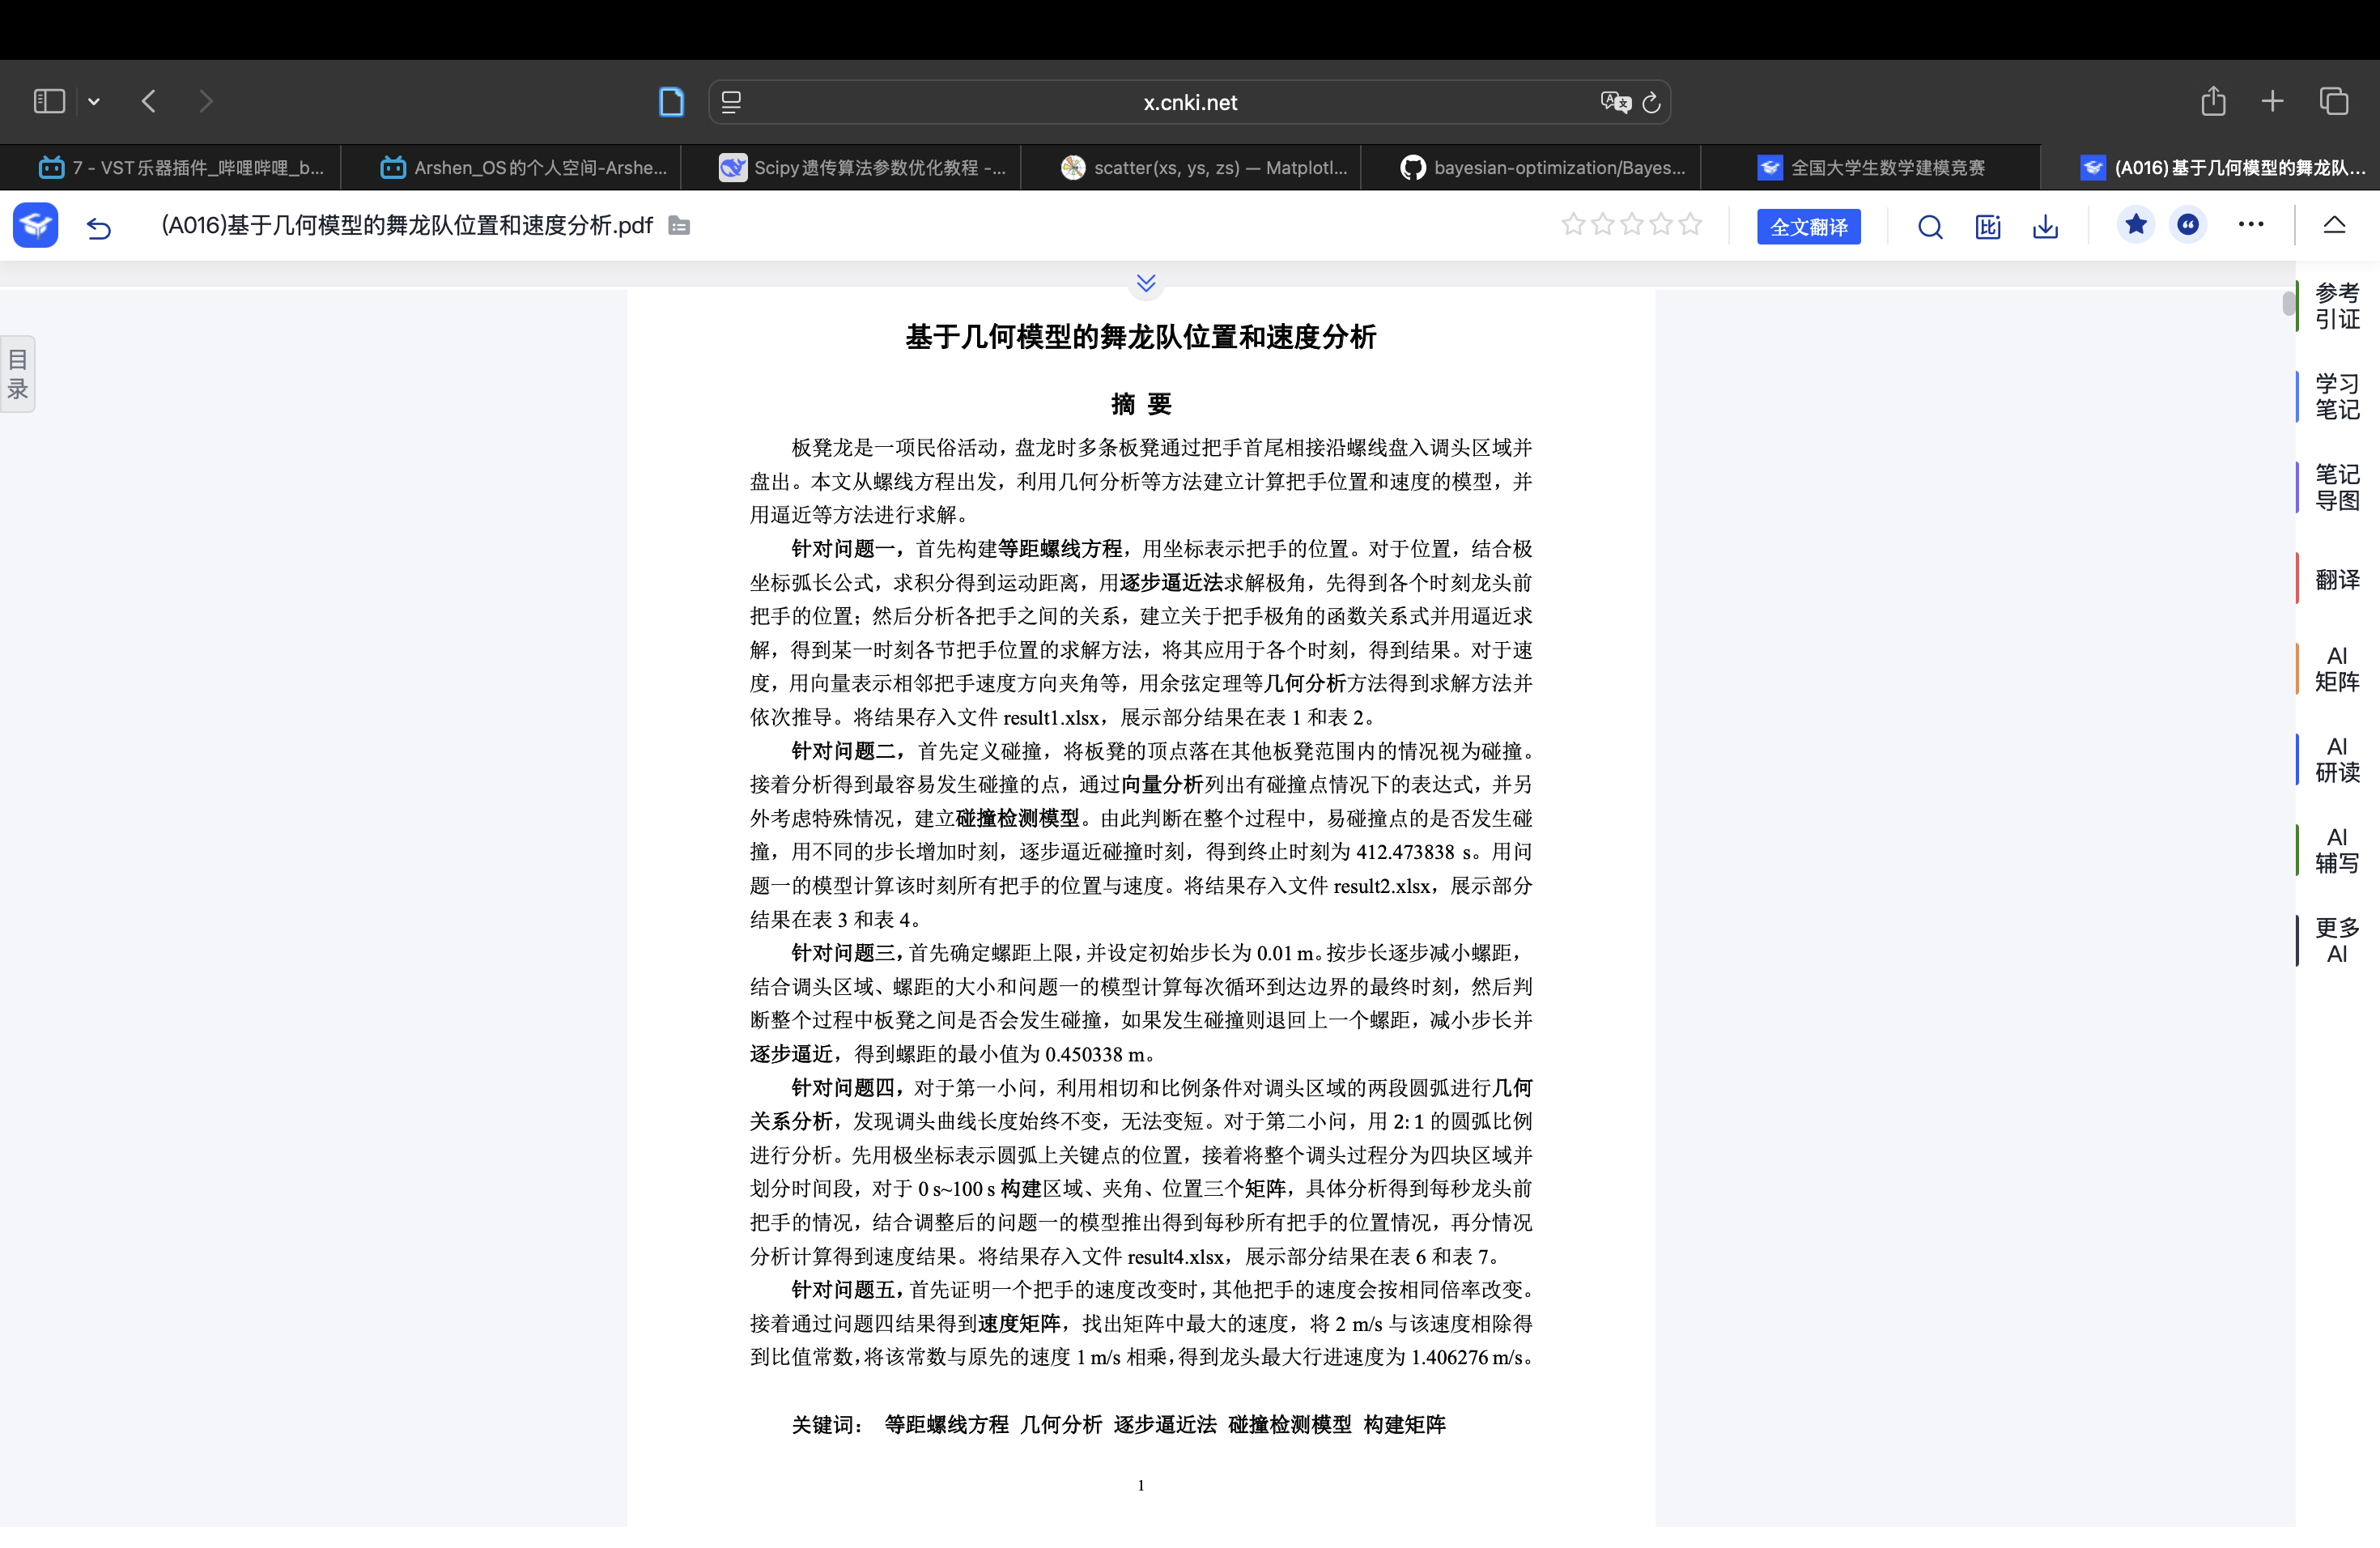 x.cnki.net
7 - VST乐器插件_哔哩哔哩_b...
Arshen_OS的个人空间-Arshe...
Scipy遗传算法参数优化教程 -...
scatter(xs, ys, zs) — Matplotl...
bayesian-optimization/Bayes...
全国大学生数学建模竞赛
(A016)基于几何模型的舞龙队...
(A016)基于几何模型的舞龙队位置和速度分析.pdf
全文翻译
目录
基于几何模型的舞龙队位置和速度分析
摘 要
板凳龙是一项民俗活动，盘龙时多条板凳通过把手首尾相接沿螺线盘入调头区域并
盘出。本文从螺线方程出发，利用几何分析等方法建立计算把手位置和速度的模型，并
用逼近等方法进行求解。
针对问题一，首先构建等距螺线方程，用坐标表示把手的位置。对于位置，结合极
坐标弧长公式，求积分得到运动距离，用逐步逼近法求解极角，先得到各个时刻龙头前
把手的位置；然后分析各把手之间的关系，建立关于把手极角的函数关系式并用逼近求
解，得到某一时刻各节把手位置的求解方法，将其应用于各个时刻，得到结果。对于速
度，用向量表示相邻把手速度方向夹角等，用余弦定理等几何分析方法得到求解方法并
依次推导。将结果存入文件 result1.xlsx，展示部分结果在表 1 和表 2。
针对问题二，首先定义碰撞，将板凳的顶点落在其他板凳范围内的情况视为碰撞。
接着分析得到最容易发生碰撞的点，通过向量分析列出有碰撞点情况下的表达式，并另
外考虑特殊情况，建立碰撞检测模型。由此判断在整个过程中，易碰撞点的是否发生碰
撞，用不同的步长增加时刻，逐步逼近碰撞时刻，得到终止时刻为 412.473838 s。用问
题一的模型计算该时刻所有把手的位置与速度。将结果存入文件 result2.xlsx，展示部分
结果在表 3 和表 4。
针对问题三，首先确定螺距上限，并设定初始步长为 0.01 m。按步长逐步减小螺距，
结合调头区域、螺距的大小和问题一的模型计算每次循环到达边界的最终时刻，然后判
断整个过程中板凳之间是否会发生碰撞，如果发生碰撞则退回上一个螺距，减小步长并
逐步逼近，得到螺距的最小值为 0.450338 m。
针对问题四，对于第一小问，利用相切和比例条件对调头区域的两段圆弧进行几何
关系分析，发现调头曲线长度始终不变，无法变短。对于第二小问，用 2:1 的圆弧比例
进行分析。先用极坐标表示圆弧上关键点的位置，接着将整个调头过程分为四块区域并
划分时间段，对于 0 s~100 s 构建区域、夹角、位置三个矩阵，具体分析得到每秒龙头前
把手的情况，结合调整后的问题一的模型推出得到每秒所有把手的位置情况，再分情况
分析计算得到速度结果。将结果存入文件 result4.xlsx，展示部分结果在表 6 和表 7。
针对问题五，首先证明一个把手的速度改变时，其他把手的速度会按相同倍率改变。
接着通过问题四结果得到速度矩阵，找出矩阵中最大的速度，将 2 m/s 与该速度相除得
到比值常数，将该常数与原先的速度 1 m/s 相乘，得到龙头最大行进速度为 1.406276 m/s。
关键词： 等距螺线方程 几何分析 逐步逼近法 碰撞检测模型 构建矩阵
1
参考
引证
学习
笔记
笔记
导图
翻译
AI
矩阵
AI
研读
AI
辅写
更多
AI